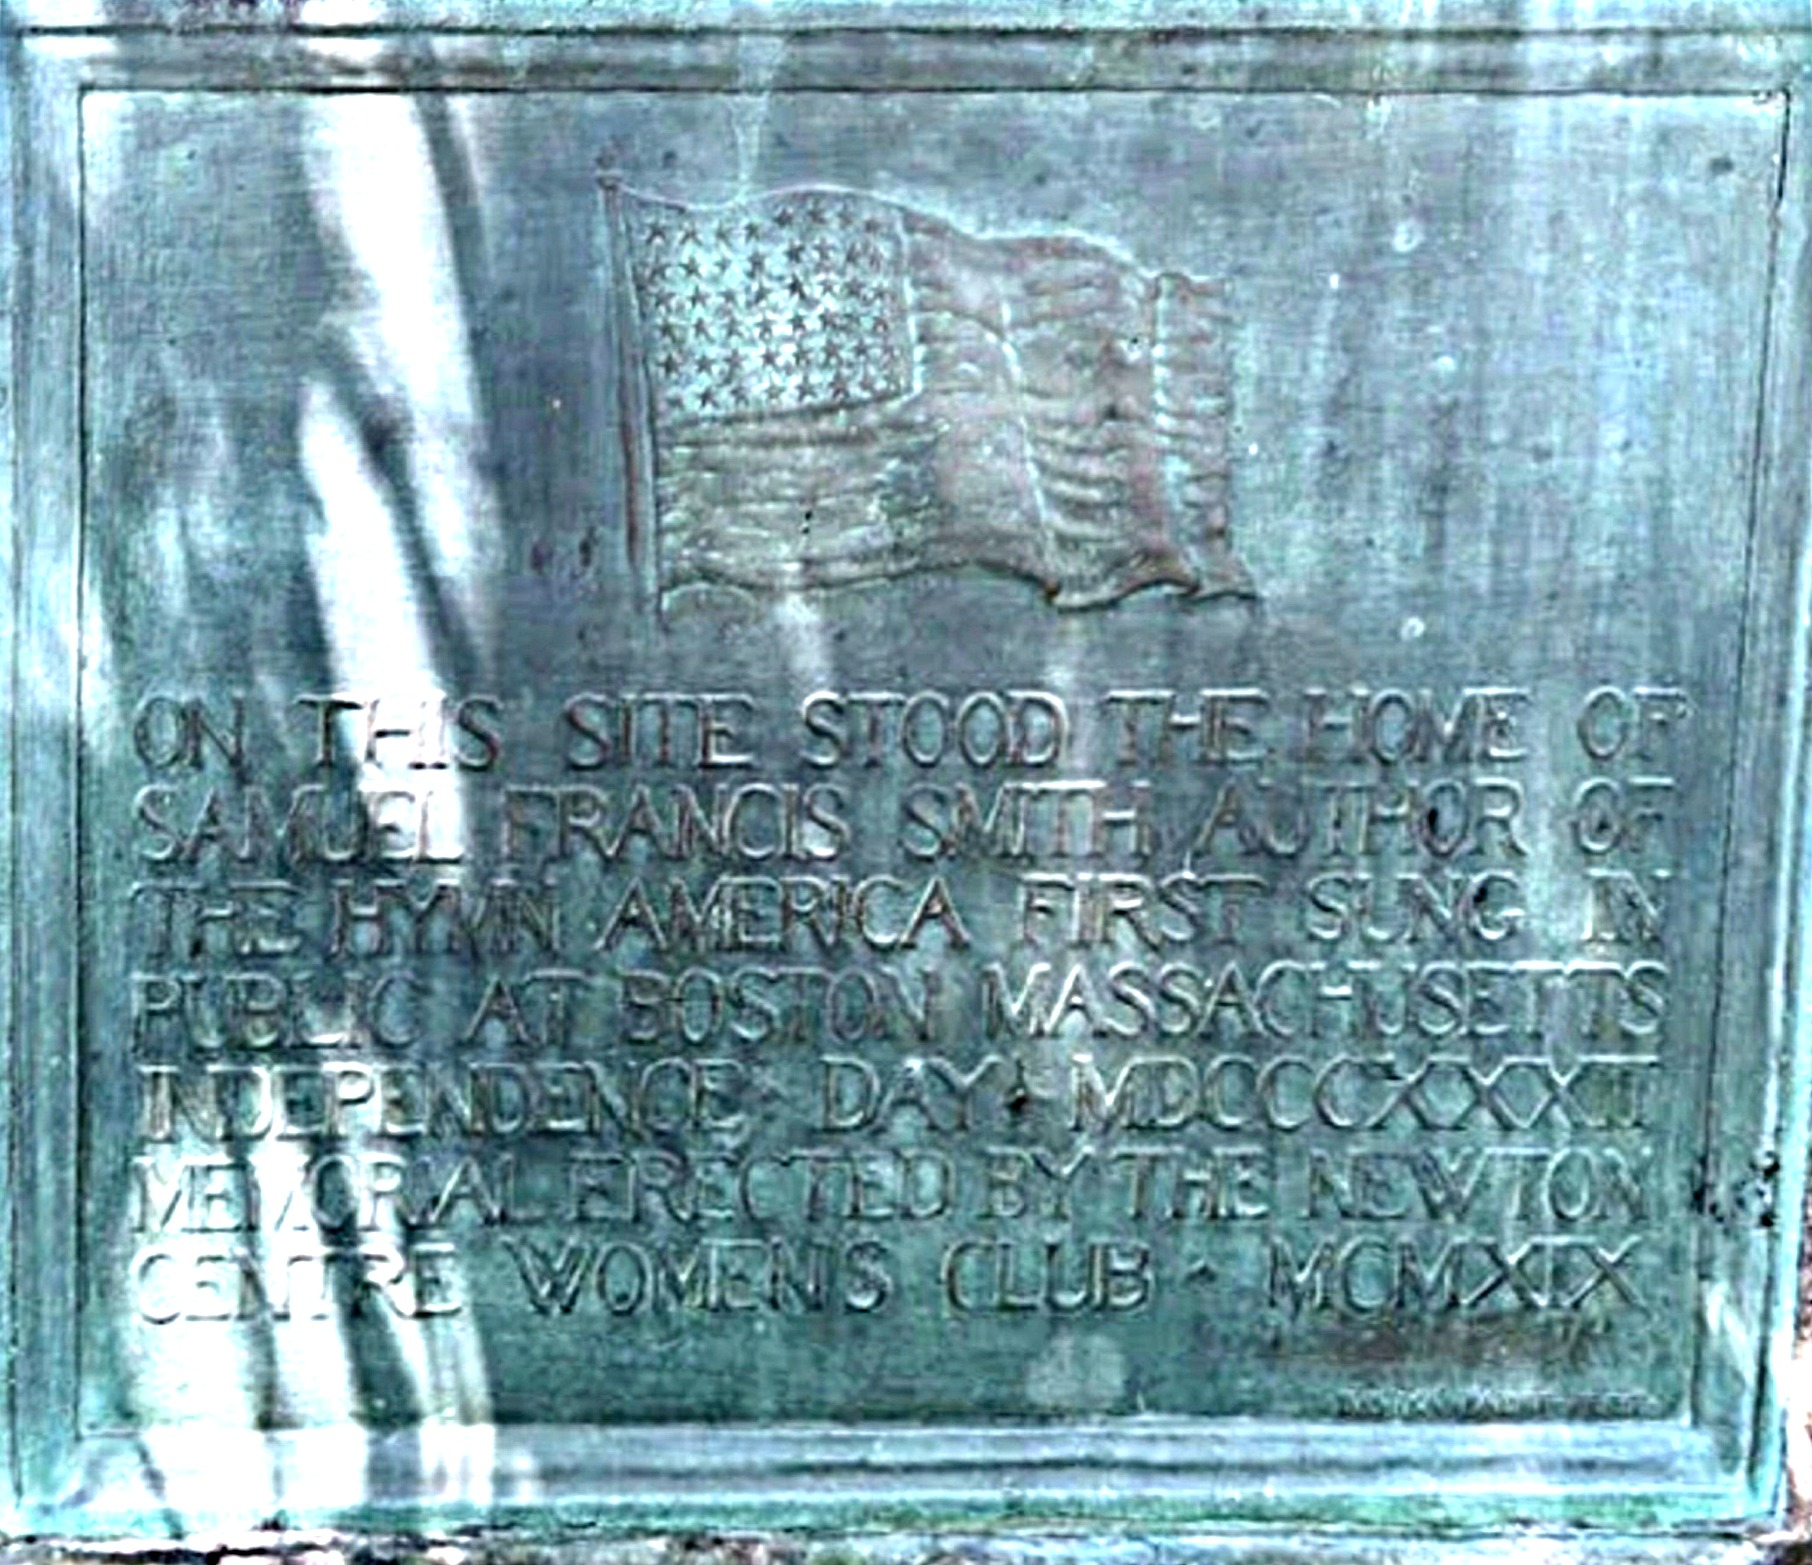 ON THIS SITE STOOD THE HOME OF
SAMUEL FRANCIS SMITH AUTHOR OF
THE HYMN AMERICA FIRST SUNG IN
PUBLIC AT BOSTON MASSACHUSETTS
INDEPENDENCE DAY · MDCCCXXXII
MEMORIAL ERECTED BY THE NEWTON
CENTRE WOMEN'S CLUB · MCMXIX